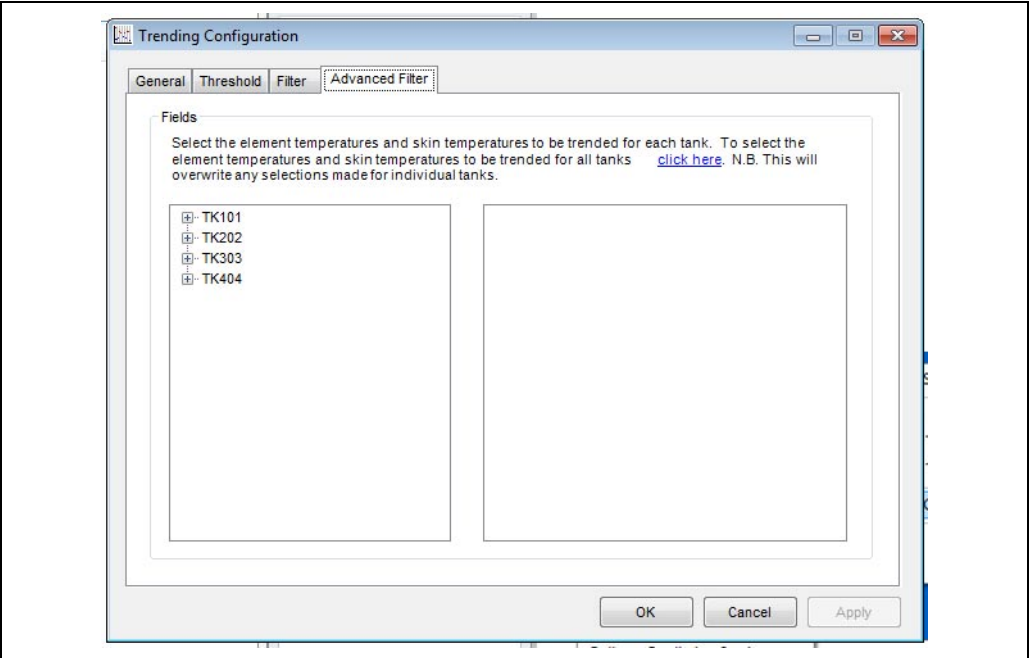 Trending Configuration
General Threshold Filter Advanced Filter
Fields
Select the element temperatures and skin temperatures to be trended for each tank. To select the
element temperatures and skin temperatures to be trended for all tanks click here. N.B. This will
overwrite any selections made for individual tanks.
TK101
TK202
TK303
TK404
OK Cancel Apply